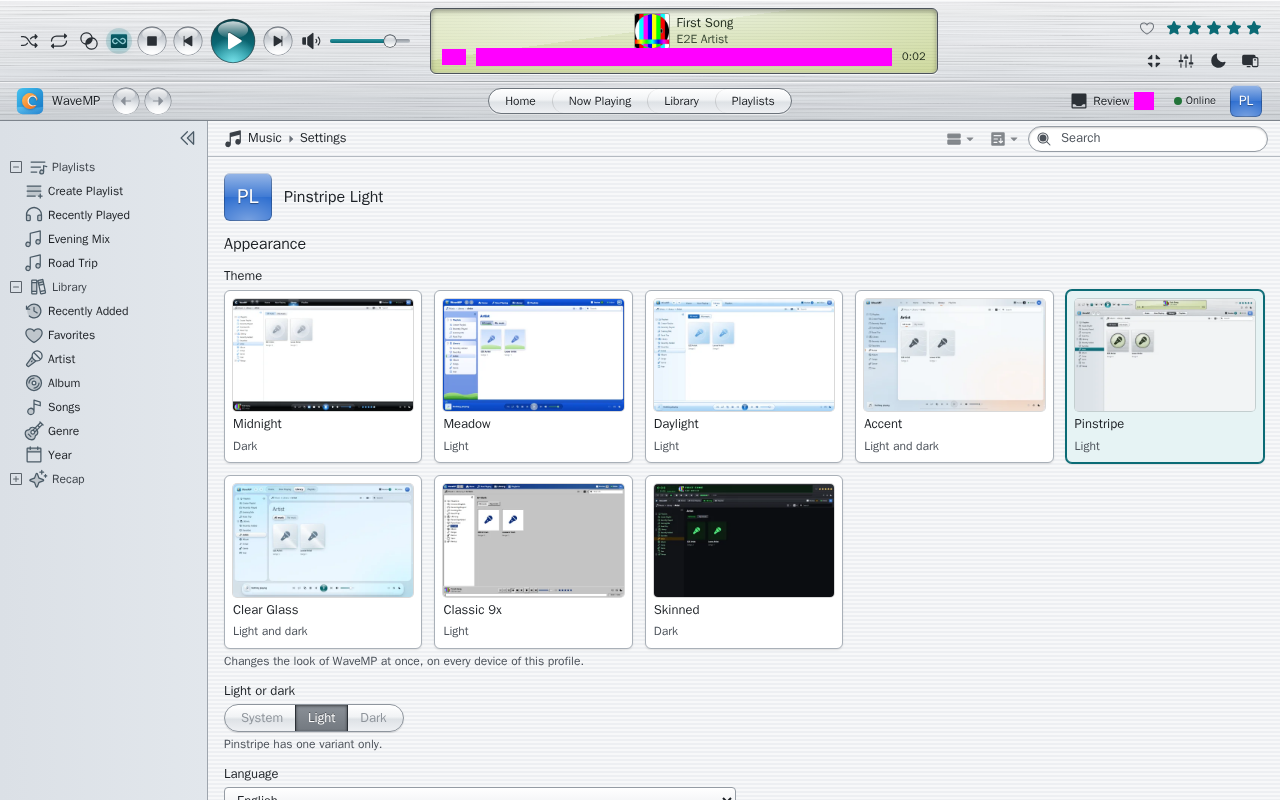 First Song
E2E Artist
0:02
WaveMP
Home
Now Playing
Library
Playlists
Review
Online
PL
Music
Settings
Search
Playlists
Create Playlist
Recently Played
Evening Mix
Road Trip
Library
Recently Added
Favorites
Artist
Album
Songs
Genre
Year
Recap
PL
Pinstripe Light
Appearance
Theme
Midnight
Dark
Meadow
Light
Daylight
Light
Accent
Light and dark
Pinstripe
Light
Clear Glass
Light and dark
Classic 9x
Light
Skinned
Dark
Changes the look of WaveMP at once, on every device of this profile.
Light or dark
System
Light
Dark
Pinstripe has one variant only.
Language
English